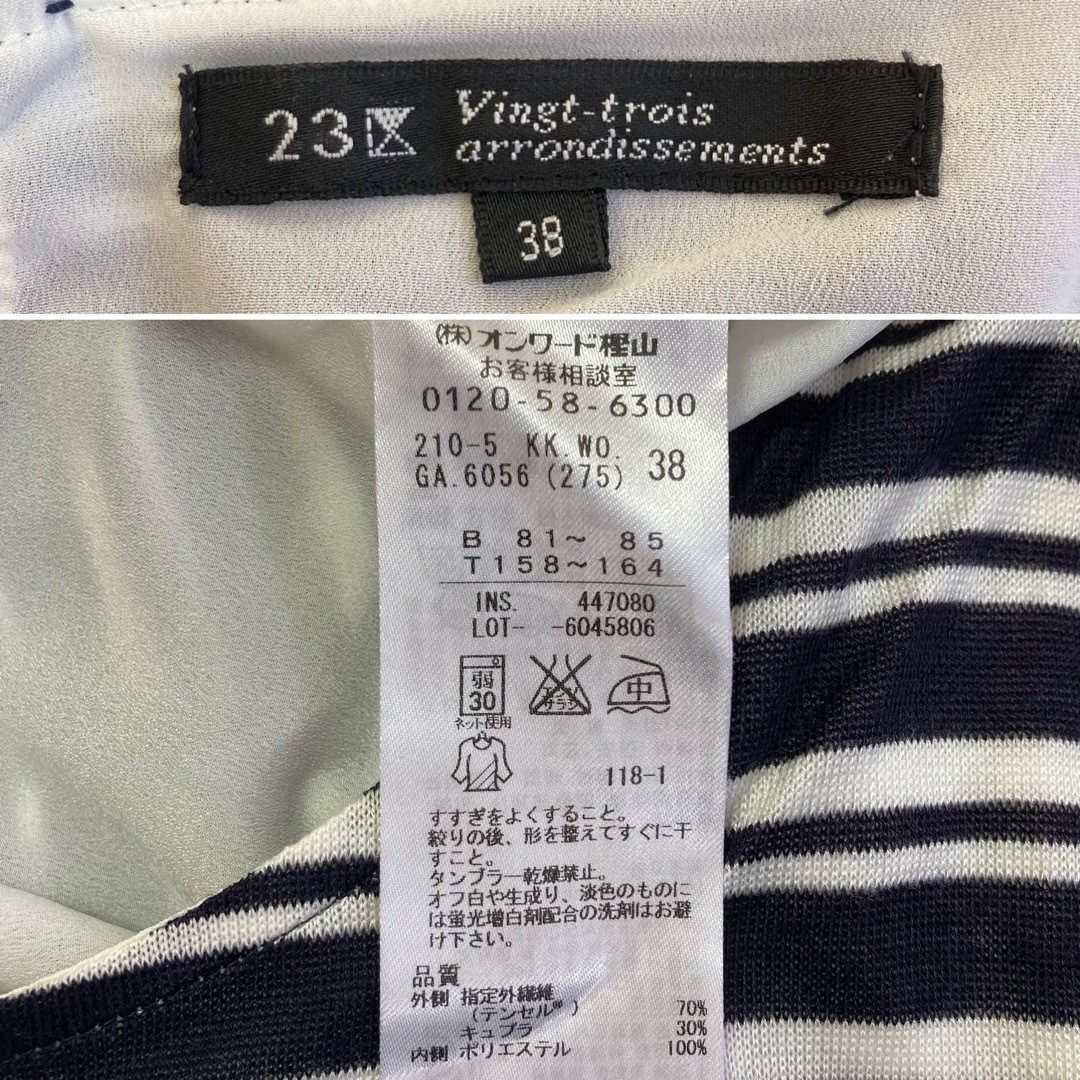 23区 Vingt-trois
arrondissements
38
(株)オンワード樫山
お客様相談室
0120-58-6300
210-5 KK.WO.
GA.6056 (275) 38
B 81～ 85
T158～164
INS. 447080
LOT- -6045806
弱
30
ネット使用
エンソ
サラシ
中
118-1
すすぎをよくすること。
絞りの後、形を整えてすぐに干
すこと。
タンブラー乾燥禁止。
オフ白や生成り、淡色のものに
は蛍光増白剤配合の洗剤はお避
け下さい。
品質
外側 指定外繊維
(テンセル®) 70%
キュプラ 30%
内側 ポリエステル 100%